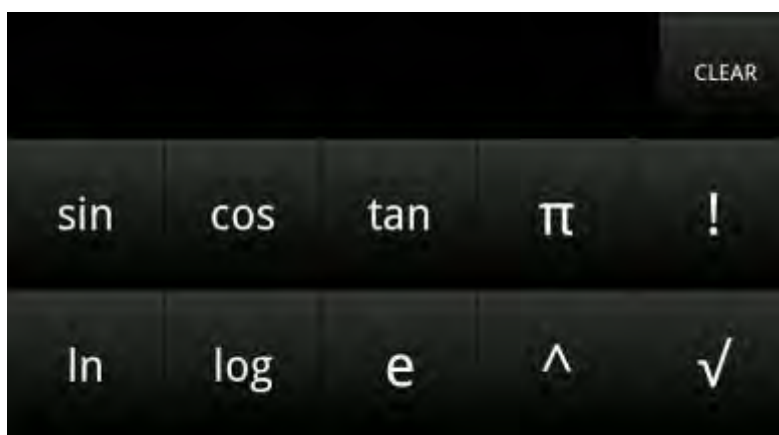 CLEAR
sin cos tan π !
ln log e ^ √